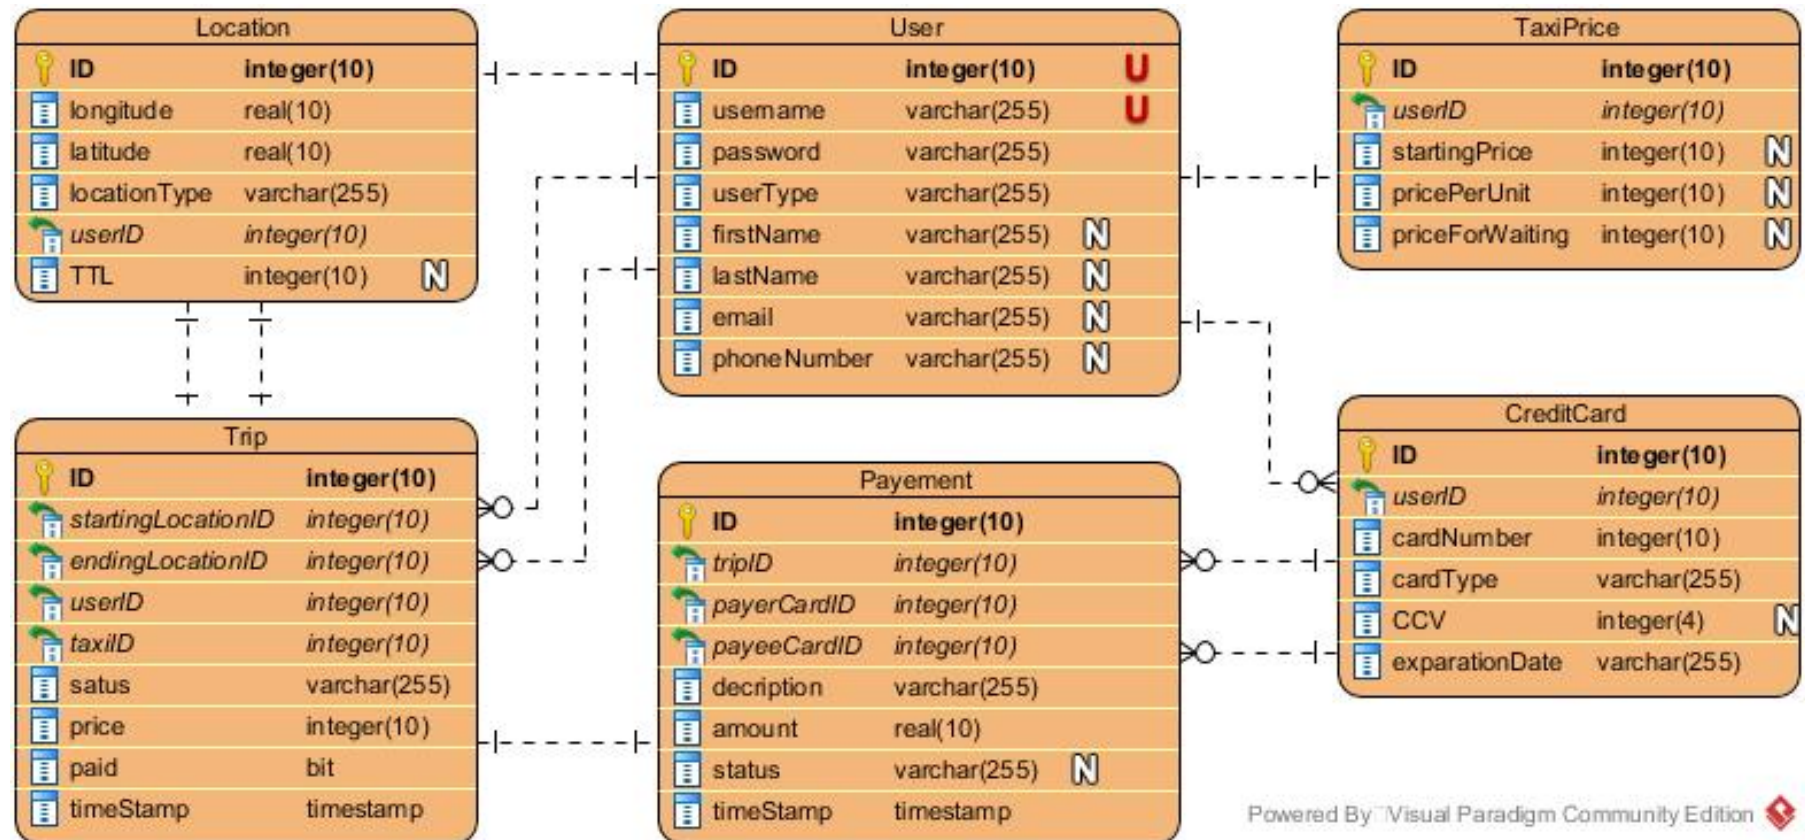 Location
ID integer(10)
longitude real(10)
latitude real(10)
locationType varchar(255)
userID integer(10)
TTL integer(10) N
User
ID integer(10) U
username varchar(255) U
password varchar(255)
userType varchar(255)
firstName varchar(255) N
lastName varchar(255) N
email varchar(255) N
phoneNumber varchar(255) N
TaxiPrice
ID integer(10)
userID integer(10)
startingPrice integer(10) N
pricePerUnit integer(10) N
priceForWaiting integer(10) N
Trip
ID integer(10)
startingLocationID integer(10)
endingLocationID integer(10)
userID integer(10)
taxiID integer(10)
satus varchar(255)
price integer(10)
paid bit
timeStamp timestamp
Payement
ID integer(10)
tripID integer(10)
payerCardID integer(10)
payeeCardID integer(10)
decription varchar(255)
amount real(10)
status varchar(255) N
timeStamp timestamp
CreditCard
ID integer(10)
userID integer(10)
cardNumber integer(10)
cardType varchar(255)
CCV integer(4) N
exparationDate varchar(255)
Powered By Visual Paradigm Community Edition